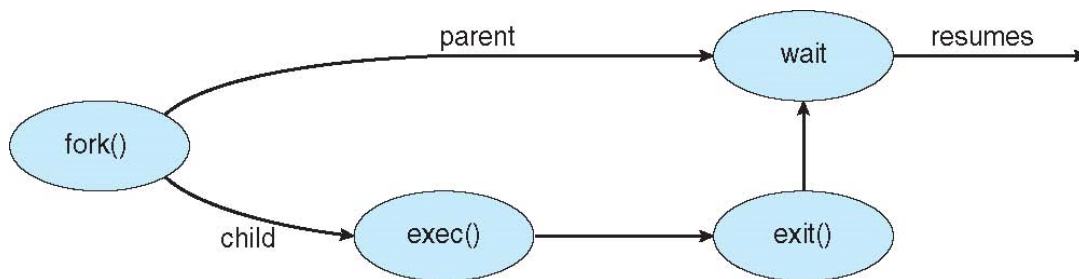 parent
wait
resumes
fork()
child
exec()
exit()